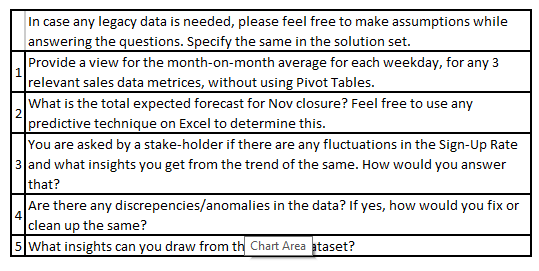 In case any legacy data is needed, please feel free to make assumptions while
answering the questions. Specify the same in the solution set.
Provide a view for the month-on-month average for each weekday, for any 3
1 relevant sales data metrices, without using Pivot Tables.
What is the total expected forecast for Nov closure? Feel free to use any
2 predictive technique on Excel to determine this.
You are asked by a stake-holder if there are any fluctuations in the Sign-Up Rate
3 and what insights you get from the trend of the same. How would you answer
that?
Are there any discrepencies/anomalies in the data? If yes, how would you fix or
4 clean up the same?
5 What insights can you draw from th Chart Area ataset?